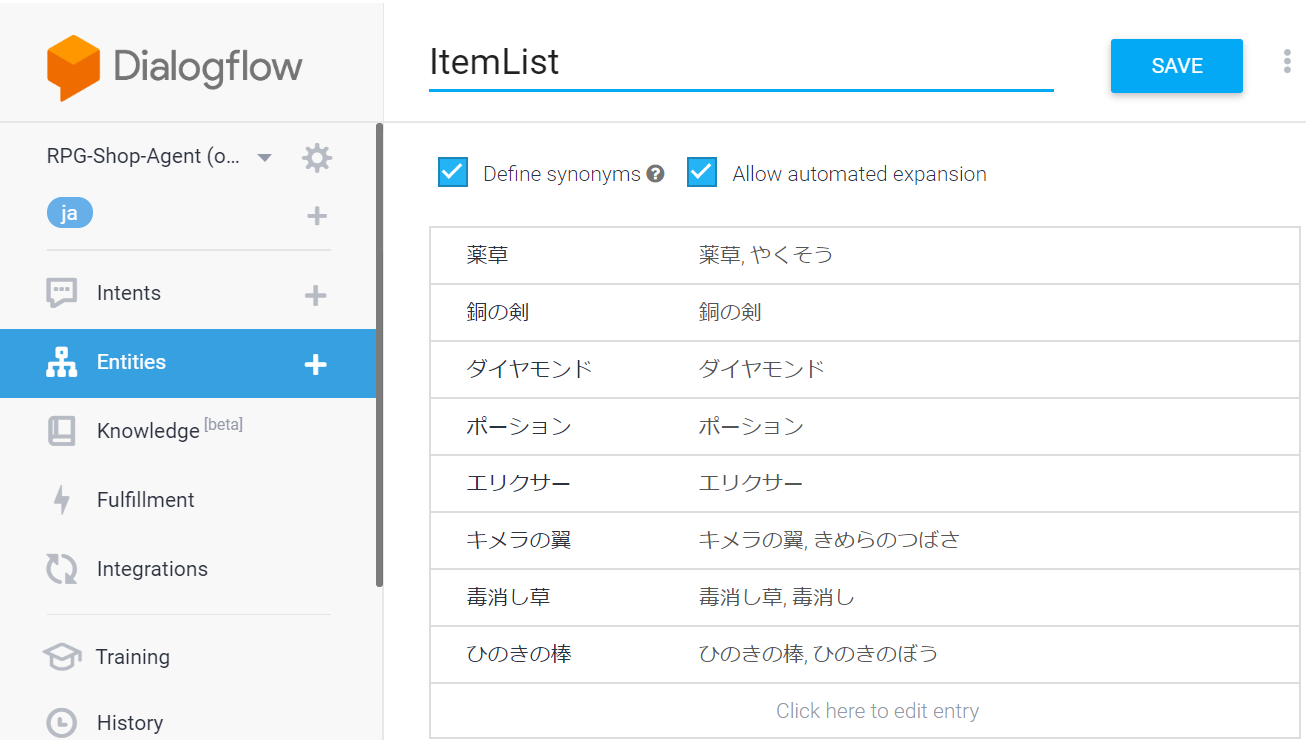 Dialogflow
RPG-Shop-Agent (o...
ja
Intents
Entities
Knowledge [beta]
Fulfillment
Integrations
Training
History
ItemList
SAVE
Define synonyms ?
Allow automated expansion
薬草 薬草, やくそう
銅の剣 銅の剣
ダイヤモンド ダイヤモンド
ポーション ポーション
エリクサー エリクサー
キメラの翼 キメラの翼, きめらのつばさ
毒消し草 毒消し草, 毒消し
ひのきの棒 ひのきの棒, ひのきのぼう
Click here to edit entry